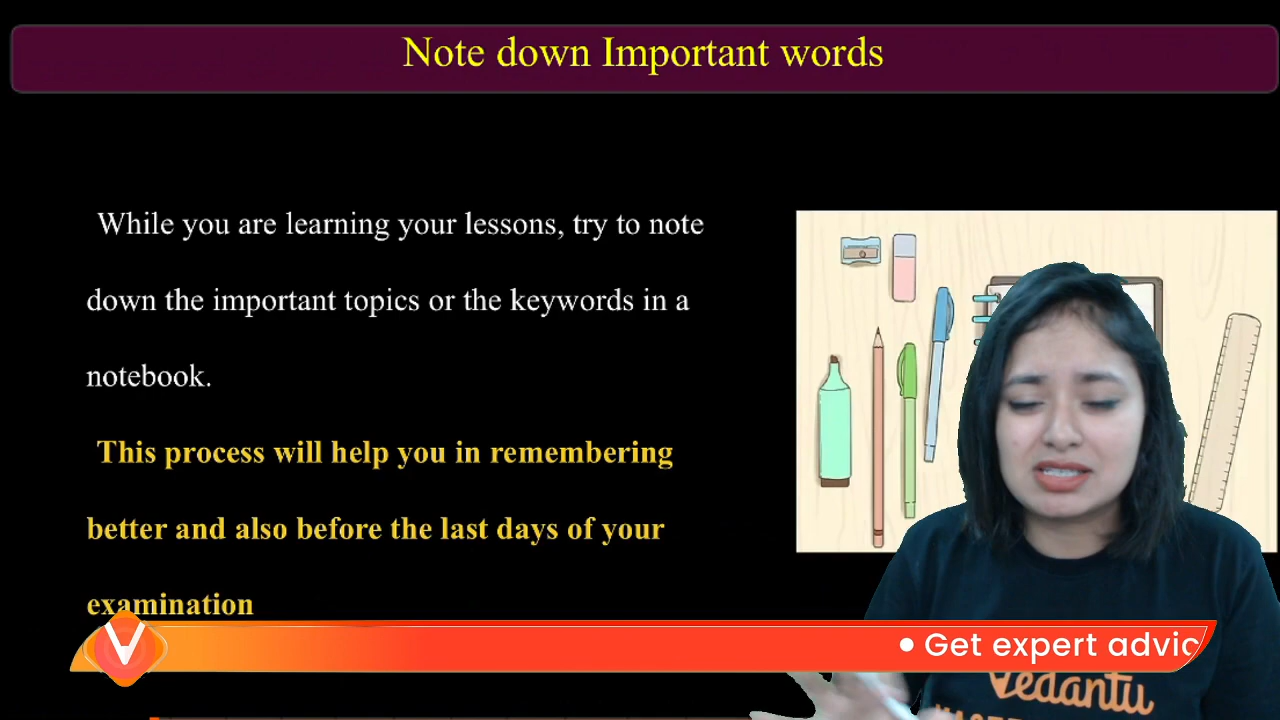 Note down Important words
While you are learning your lessons, try to note
down the important topics or the keywords in a
notebook.
This process will help you in remembering
better and also before the last days of your
examination
• Get expert advic
Vedantu